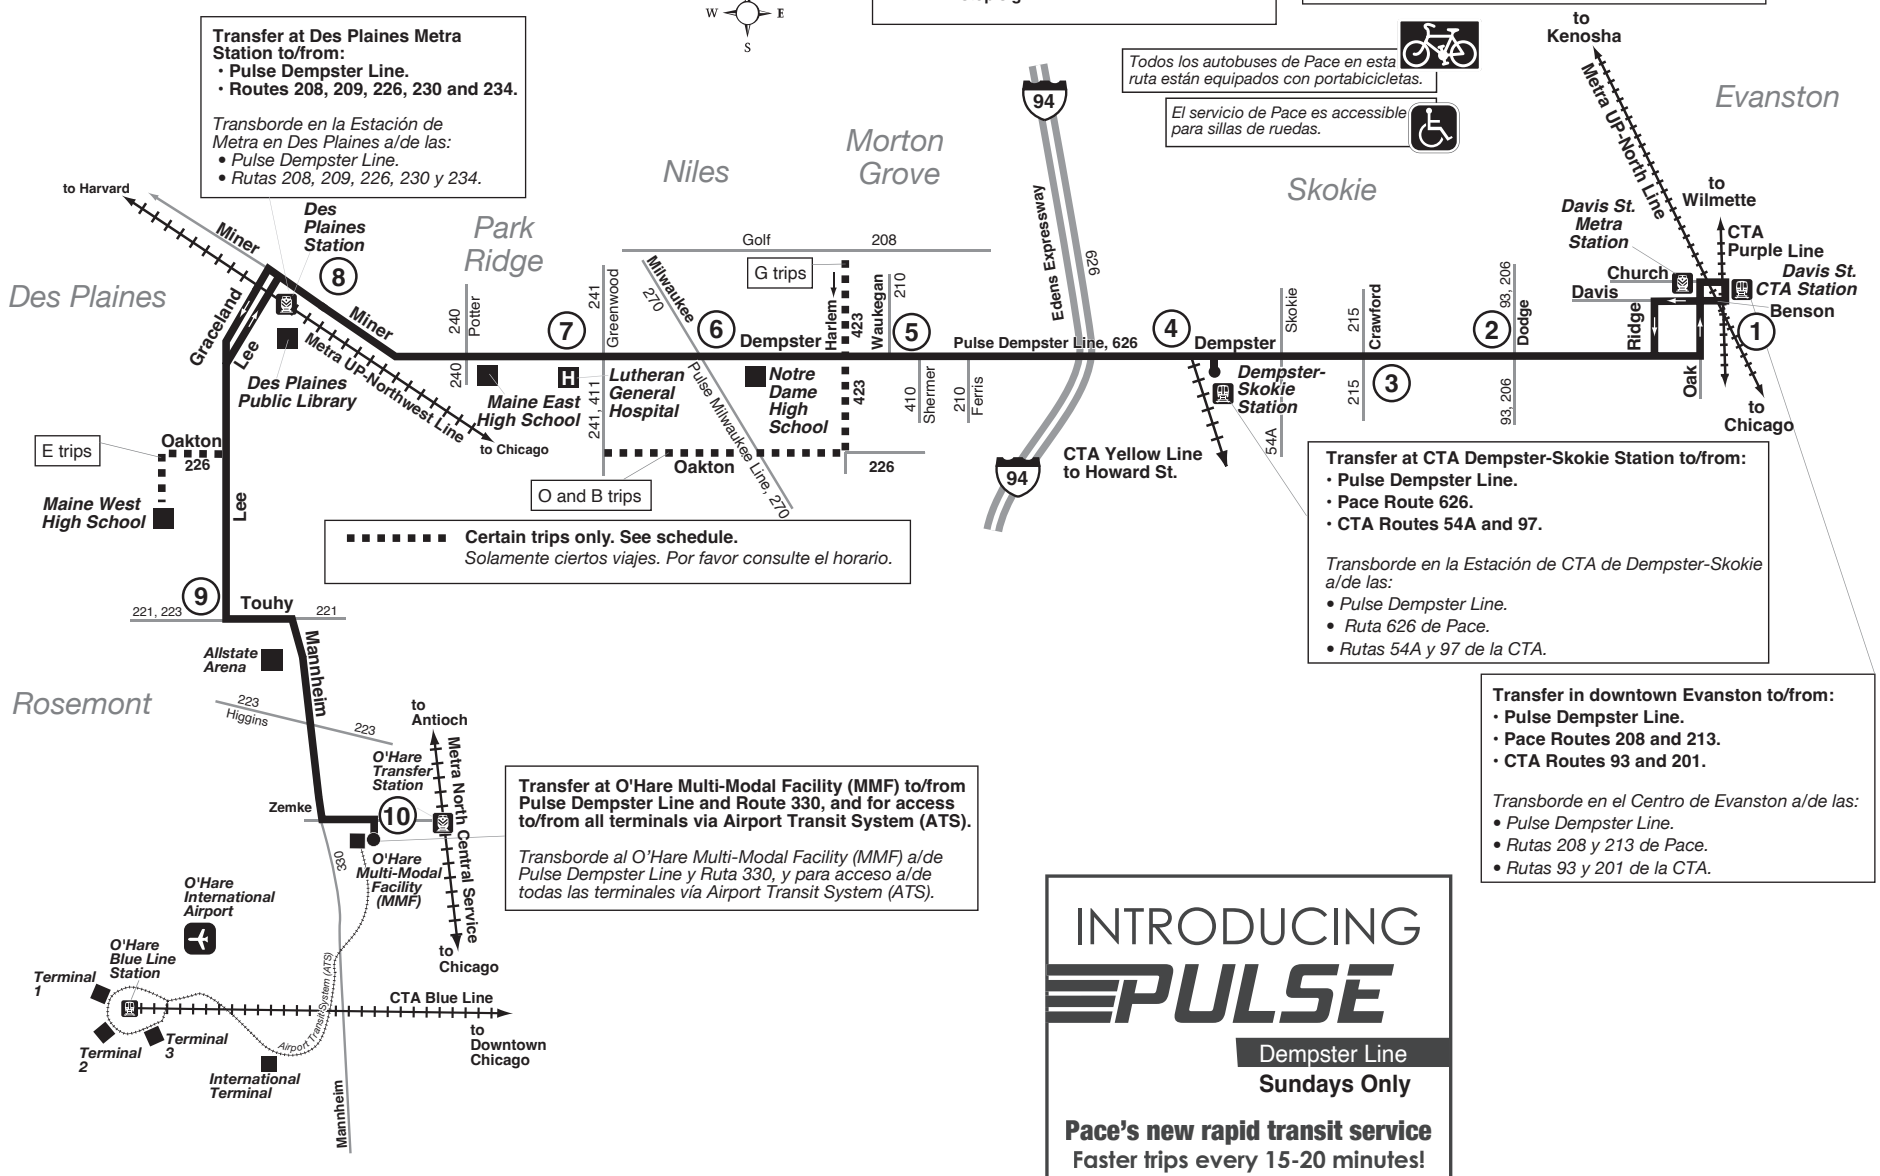 W E
S
Transfer at Des Plaines Metra
Station to/from:
· Pulse Dempster Line.
· Routes 208, 209, 226, 230 and 234.
Transborde en la Estación de
Metra en Des Plaines a/de las:
• Pulse Dempster Line.
• Rutas 208, 209, 226, 230 y 234.
Todos los autobuses de Pace en esta
ruta están equipados con portabicicletas.
El servicio de Pace es accessible
para sillas de ruedas.
to
Kenosha
Metra UP-North Line
Evanston
Skokie
Morton
Grove
Niles
Park
Ridge
Des Plaines
Rosemont
94
Edens Expressway
626
94
to Harvard
Miner
Des
Plaines
Station
8
Miner
Graceland
Lee
Des Plaines
Public Library
Metra UP-Northwest Line
to Chicago
240
Potter
240
Maine East
High School
7
241
Greenwood
241, 411
H
Lutheran
General
Hospital
Golf
208
Milwaukee
270
Pulse Milwaukee Line, 270
6
Dempster
Notre
Dame
High
School
G trips
Harlem
423
423
Waukegan
210
5
410
Shermer
210
Ferris
Pulse Dempster Line, 626
4
Dempster
Dempster-
Skokie
Station
CTA Yellow Line
to Howard St.
Skokie
54A
215
Crawford
215
3
2
93, 206
Dodge
93, 206
Davis St.
Metra
Station
to
Wilmette
CTA
Purple Line
Davis St.
CTA Station
Church
Davis
Benson
Ridge
Oak
1
to
Chicago
E trips
Oakton
226
Maine West
High School
Lee
O and B trips
Oakton
226
Certain trips only. See schedule.
Solamente ciertos viajes. Por favor consulte el horario.
Transfer at CTA Dempster-Skokie Station to/from:
· Pulse Dempster Line.
· Pace Route 626.
· CTA Routes 54A and 97.
Transborde en la Estación de CTA de Dempster-Skokie
a/de las:
• Pulse Dempster Line.
• Ruta 626 de Pace.
• Rutas 54A y 97 de la CTA.
9
221, 223
Touhy
221
Allstate
Arena
Mannheim
223
Higgins
223
Transfer in downtown Evanston to/from:
· Pulse Dempster Line.
· Pace Routes 208 and 213.
· CTA Routes 93 and 201.
Transborde en el Centro de Evanston a/de las:
• Pulse Dempster Line.
• Rutas 208 y 213 de Pace.
• Rutas 93 y 201 de la CTA.
to
Antioch
Metra North Central Service
to
Chicago
O'Hare
Transfer
Station
Zemke
10
330
O'Hare
Multi-Modal
Facility
(MMF)
Transfer at O'Hare Multi-Modal Facility (MMF) to/from
Pulse Dempster Line and Route 330, and for access
to/from all terminals via Airport Transit System (ATS).
Transborde al O'Hare Multi-Modal Facility (MMF) a/de
Pulse Dempster Line y Ruta 330, y para acceso a/de
todas las terminales vía Airport Transit System (ATS).
O'Hare
International
Airport
O'Hare
Blue Line
Station
Terminal
1
Terminal
2
Terminal
3
International
Terminal
Airport Transit System (ATS)
Airport Transit System (ATS)
CTA Blue Line
to
Downtown
Chicago
Mannheim
INTRODUCING
PULSE
Dempster Line
Sundays Only
Pace's new rapid transit service
Faster trips every 15-20 minutes!